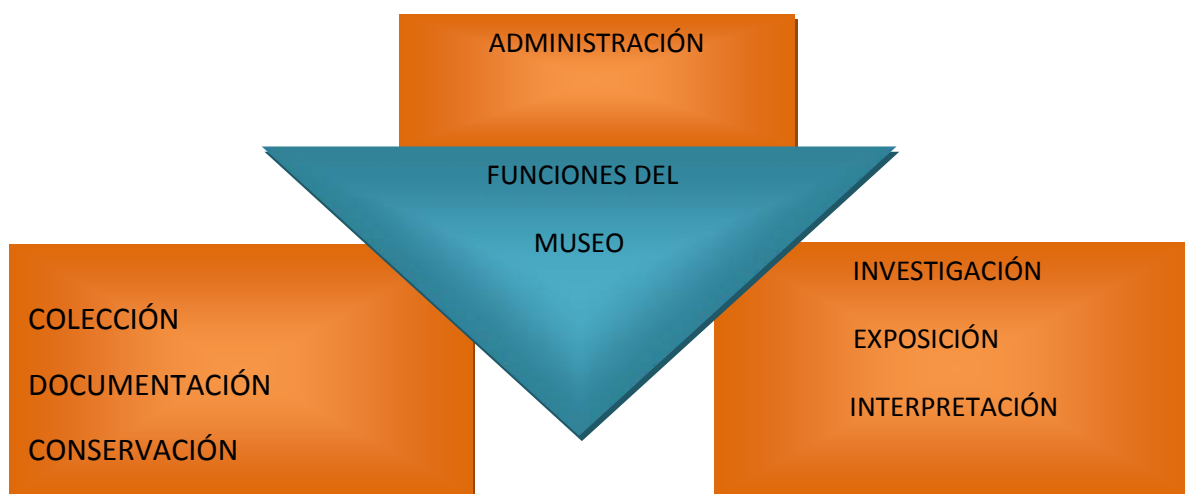 ADMINISTRACIÓN
FUNCIONES DEL
MUSEO
COLECCIÓN
DOCUMENTACIÓN
CONSERVACIÓN
INVESTIGACIÓN
EXPOSICIÓN
INTERPRETACIÓN